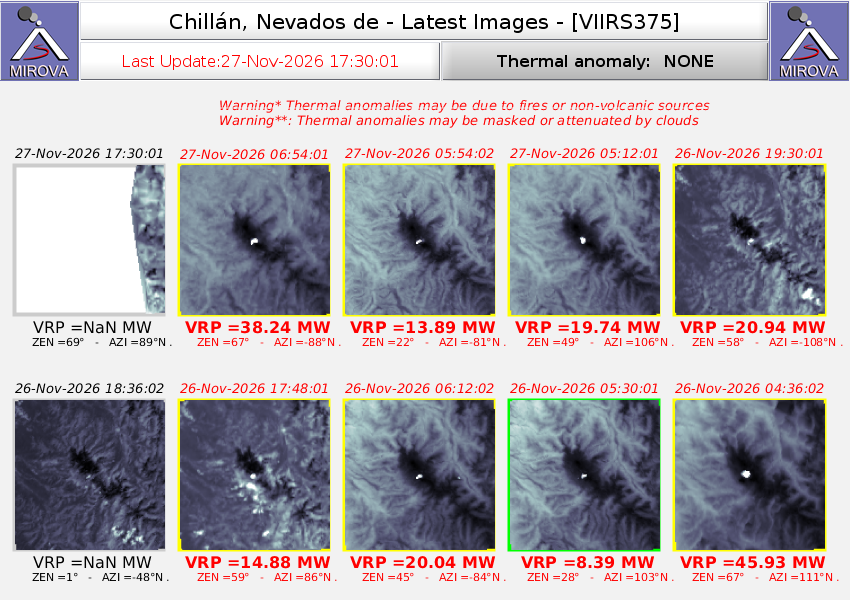 MIROVA
Chillán, Nevados de - Latest Images - [VIIRS375]
MIROVA
Last Update:27-Nov-2026 17:30:01
Thermal anomaly: NONE
Warning* Thermal anomalies may be due to fires or non-volcanic sources
Warning**: Thermal anomalies may be masked or attenuated by clouds
27-Nov-2026 17:30:01
27-Nov-2026 06:54:01
27-Nov-2026 05:54:02
27-Nov-2026 05:12:01
26-Nov-2026 19:30:01
VRP =NaN MW
VRP =38.24 MW
VRP =13.89 MW
VRP =19.74 MW
VRP =20.94 MW
ZEN =69° - AZI =89°N .
ZEN =67° - AZI =-88°N .
ZEN =22° - AZI =-81°N .
ZEN =49° - AZI =106°N .
ZEN =58° - AZI =-108°N .
26-Nov-2026 18:36:02
26-Nov-2026 17:48:01
26-Nov-2026 06:12:02
26-Nov-2026 05:30:01
26-Nov-2026 04:36:02
VRP =NaN MW
VRP =14.88 MW
VRP =20.04 MW
VRP =8.39 MW
VRP =45.93 MW
ZEN =1° - AZI =-48°N .
ZEN =59° - AZI =86°N .
ZEN =45° - AZI =-84°N .
ZEN =28° - AZI =103°N .
ZEN =67° - AZI =111°N .